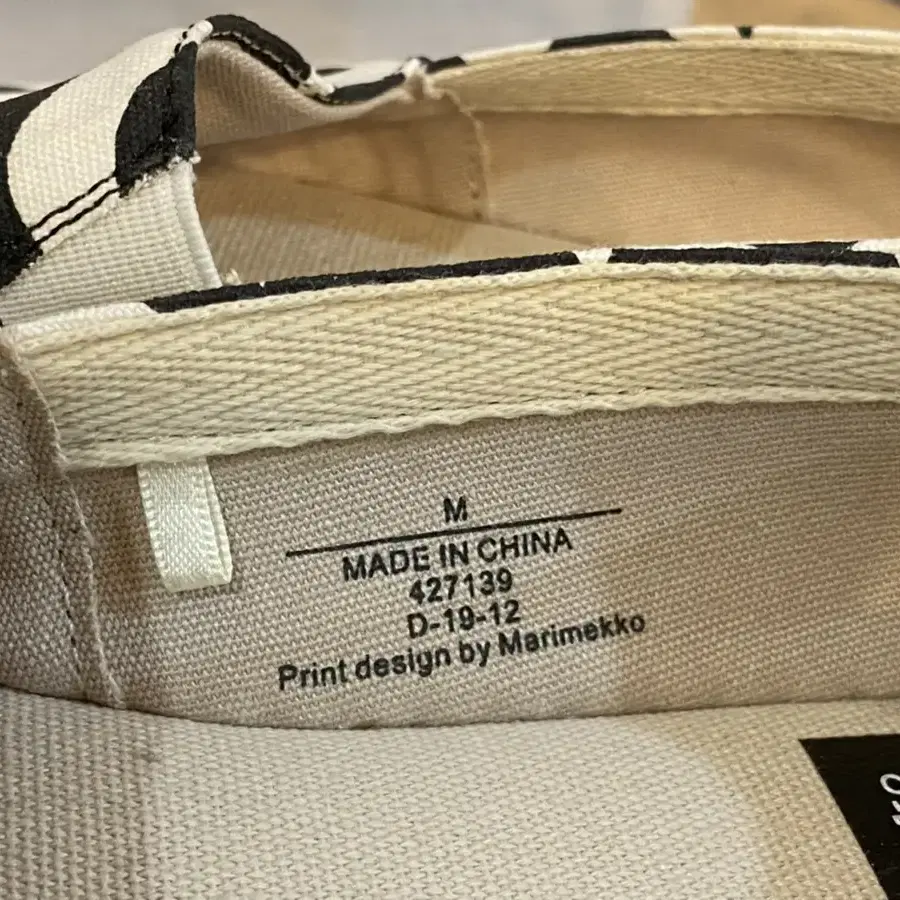 M
MADE IN CHINA
427139
D-19-12
Print design by Marimekko